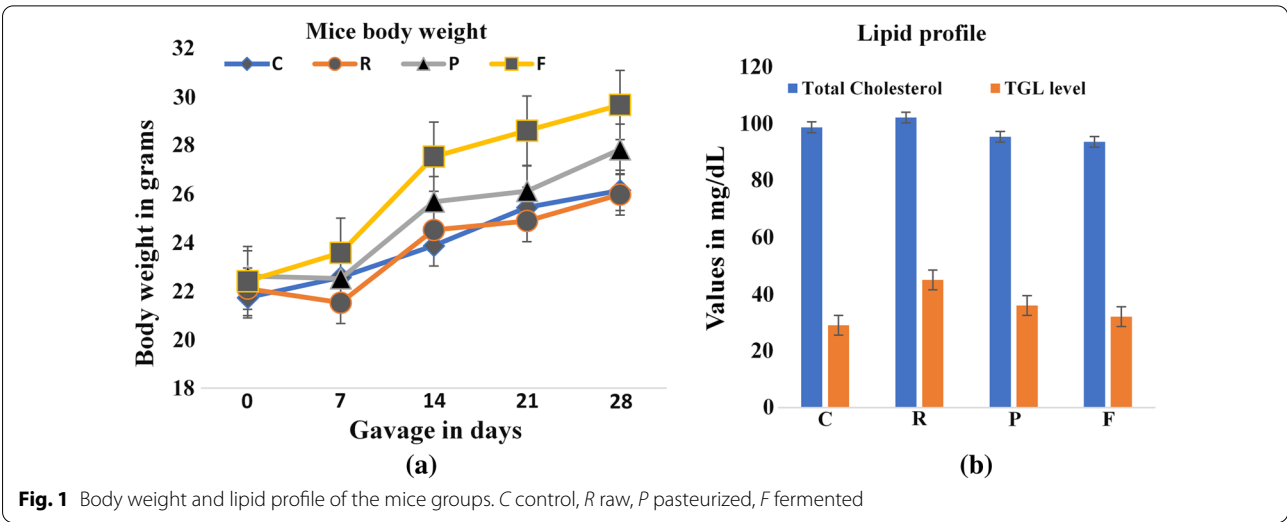 Mice body weight
C R P F
Body weight in grams
32
30
28
26
24
22
20
18
0 7 14 21 28
Gavage in days
(a)
Lipid profile
Total Cholesterol TGL level
Values in mg/dL
120
100
80
60
40
20
0
C R P F
(b)
Fig. 1 Body weight and lipid profile of the mice groups. C control, R raw, P pasteurized, F fermented